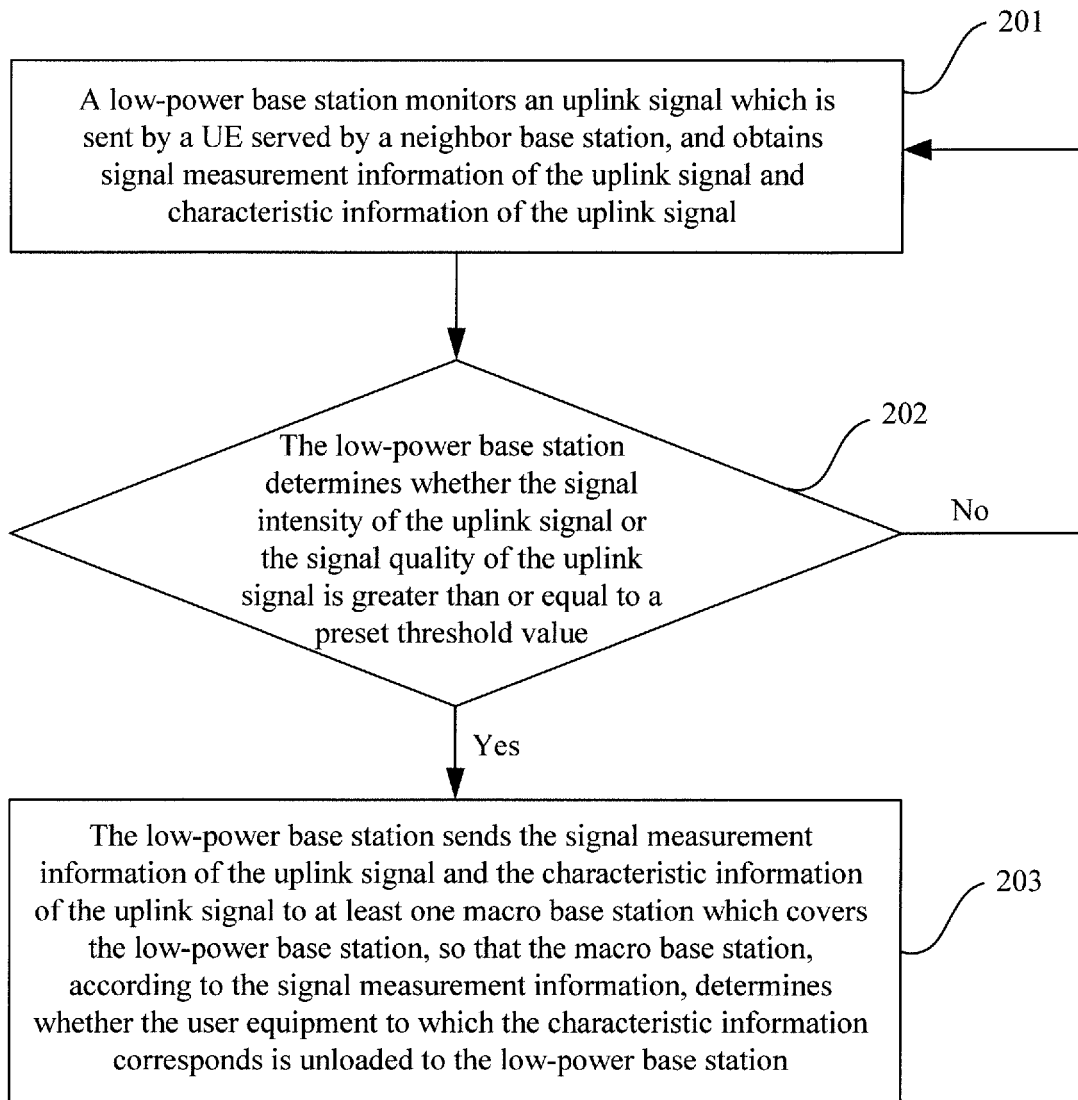 201
A low-power base station monitors an uplink signal which is
sent by a UE served by a neighbor base station, and obtains
signal measurement information of the uplink signal and
characteristic information of the uplink signal
202
The low-power base station
determines whether the signal
intensity of the uplink signal or
the signal quality of the uplink
signal is greater than or equal to a
preset threshold value
No
Yes
The low-power base station sends the signal measurement
information of the uplink signal and the characteristic information
of the uplink signal to at least one macro base station which covers
the low-power base station, so that the macro base station,
according to the signal measurement information, determines
whether the user equipment to which the characteristic information
corresponds is unloaded to the low-power base station
203